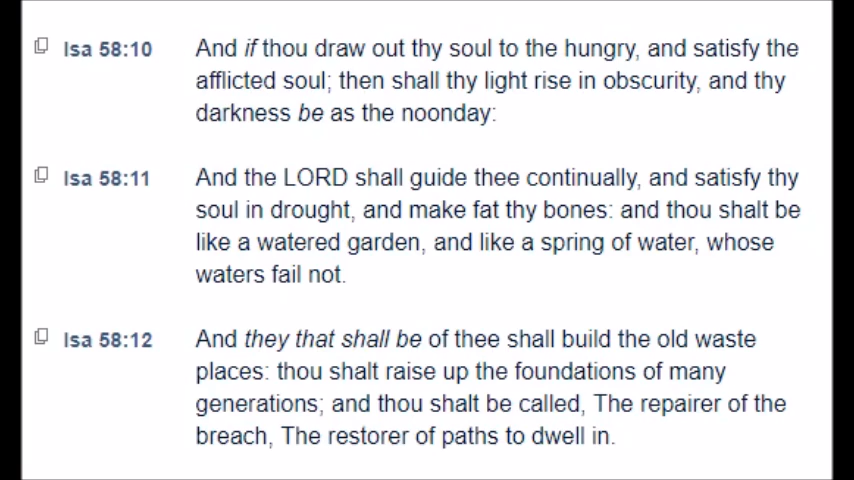 Isa 58:10 And if thou draw out thy soul to the hungry, and satisfy the
afflicted soul; then shall thy light rise in obscurity, and thy
darkness be as the noonday:
Isa 58:11 And the LORD shall guide thee continually, and satisfy thy
soul in drought, and make fat thy bones: and thou shalt be
like a watered garden, and like a spring of water, whose
waters fail not.
Isa 58:12 And they that shall be of thee shall build the old waste
places: thou shalt raise up the foundations of many
generations; and thou shalt be called, The repairer of the
breach, The restorer of paths to dwell in.